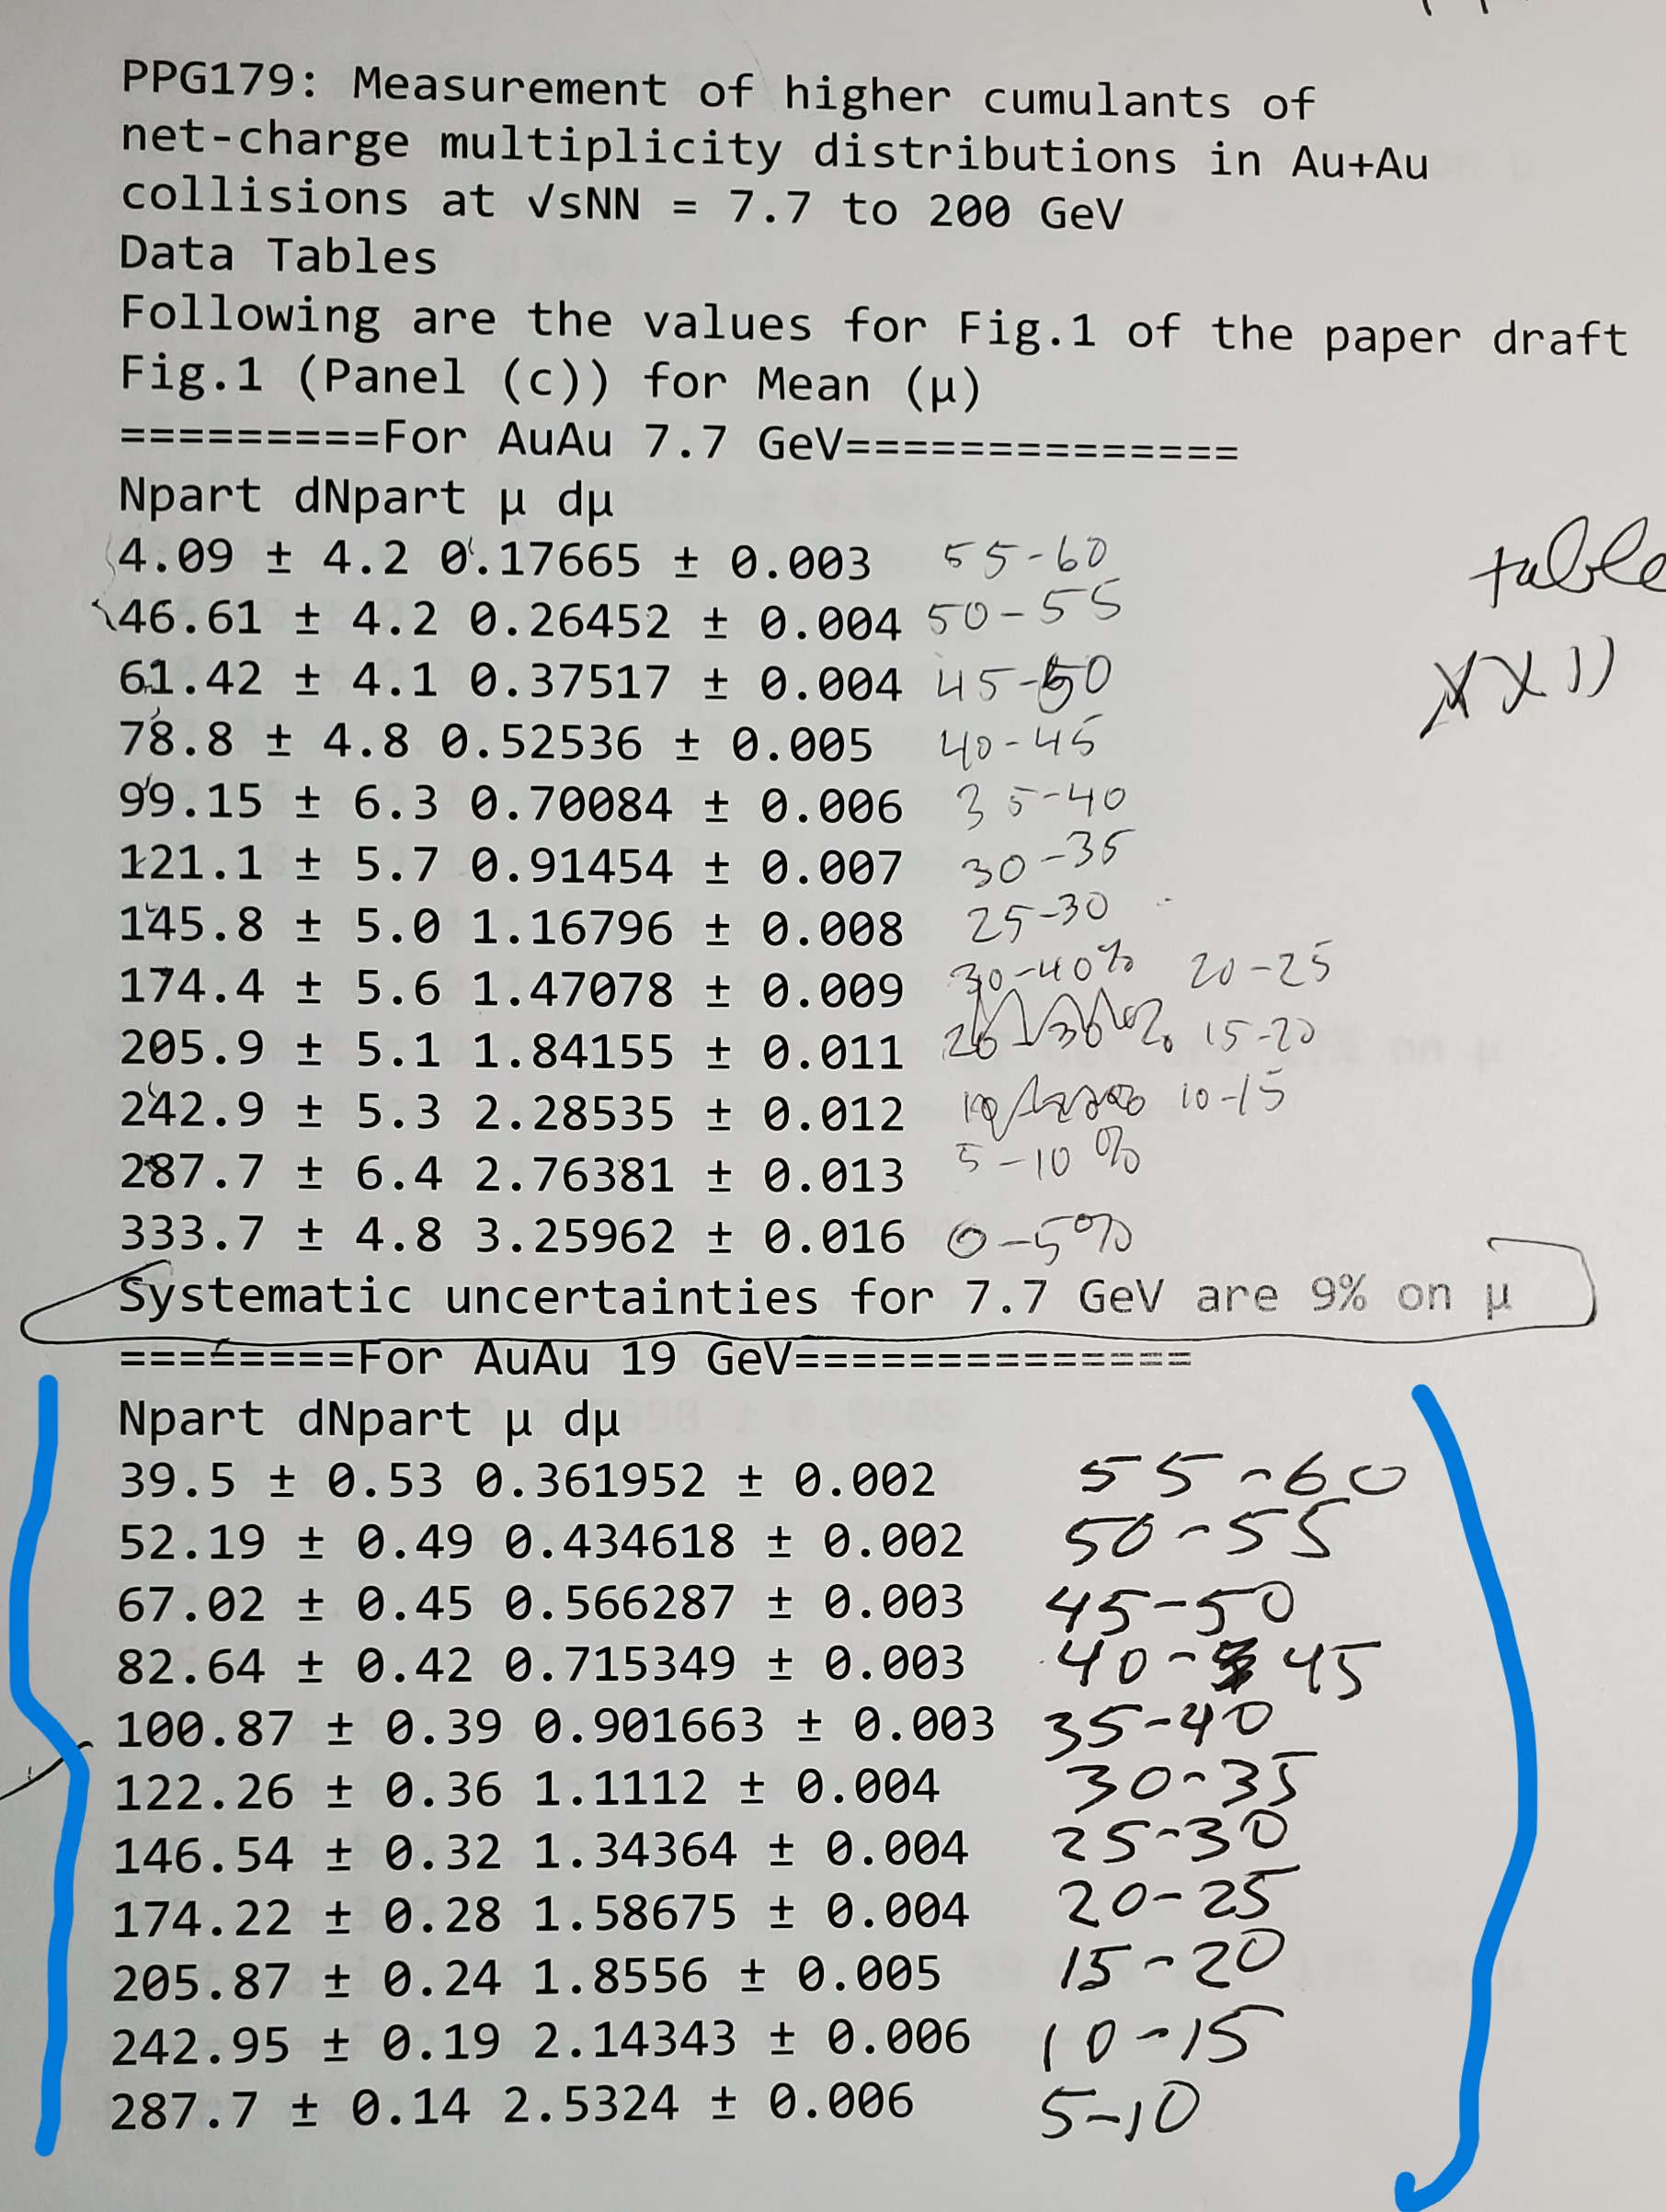 PPG179: Measurement of higher cumulants of
net-charge multiplicity distributions in Au+Au
collisions at √sNN = 7.7 to 200 GeV
Data Tables
Following are the values for Fig.1 of the paper draft
Fig.1 (Panel (c)) for Mean (μ)
=========For AuAu 7.7 GeV==============
Npart dNpart μ dμ
4.09 ± 4.2 0.17665 ± 0.003 55-60
46.61 ± 4.2 0.26452 ± 0.004 50-55
table
61.42 ± 4.1 0.37517 ± 0.004 45-50
XXII
78.8 ± 4.8 0.52536 ± 0.005 40-45
99.15 ± 6.3 0.70084 ± 0.006 35-40
121.1 ± 5.7 0.91454 ± 0.007 30-35
145.8 ± 5.0 1.16796 ± 0.008 25-30
174.4 ± 5.6 1.47078 ± 0.009 30-40% 20-25
205.9 ± 5.1 1.84155 ± 0.011 15-20
242.9 ± 5.3 2.28535 ± 0.012 10-15
287.7 ± 6.4 2.76381 ± 0.013 5-10%
333.7 ± 4.8 3.25962 ± 0.016 0-5%
Systematic uncertainties for 7.7 GeV are 9% on μ
========For AuAu 19 GeV==============
Npart dNpart μ dμ
39.5 ± 0.53 0.361952 ± 0.002 55-60
52.19 ± 0.49 0.434618 ± 0.002 50-55
67.02 ± 0.45 0.566287 ± 0.003 45-50
82.64 ± 0.42 0.715349 ± 0.003 40-45
100.87 ± 0.39 0.901663 ± 0.003 35-40
122.26 ± 0.36 1.1112 ± 0.004 30-35
146.54 ± 0.32 1.34364 ± 0.004 25-30
174.22 ± 0.28 1.58675 ± 0.004 20-25
205.87 ± 0.24 1.8556 ± 0.005 15-20
242.95 ± 0.19 2.14343 ± 0.006 10-15
287.7 ± 0.14 2.5324 ± 0.006 5-10